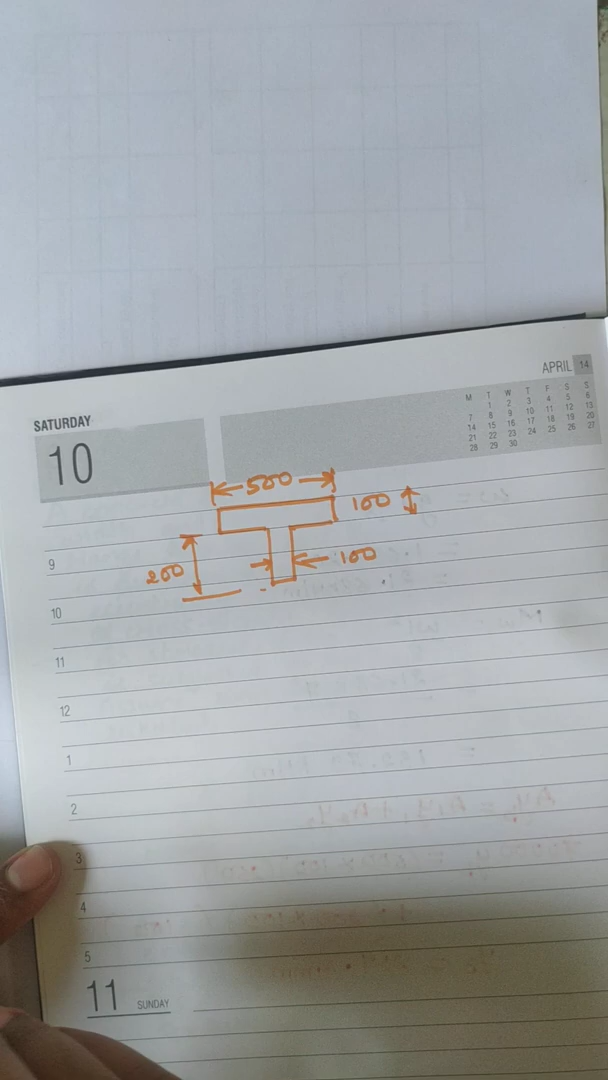 APRIL 14
SATURDAY
10
M T W T F S S
1 2 3 4 5 6
7 8 9 10 11 12 13
14 15 16 17 18 19 20
21 22 23 24 25 26 27
28 29 30
500
100
200
100
9
10
11
12
1
2
3
4
5
11 SUNDAY